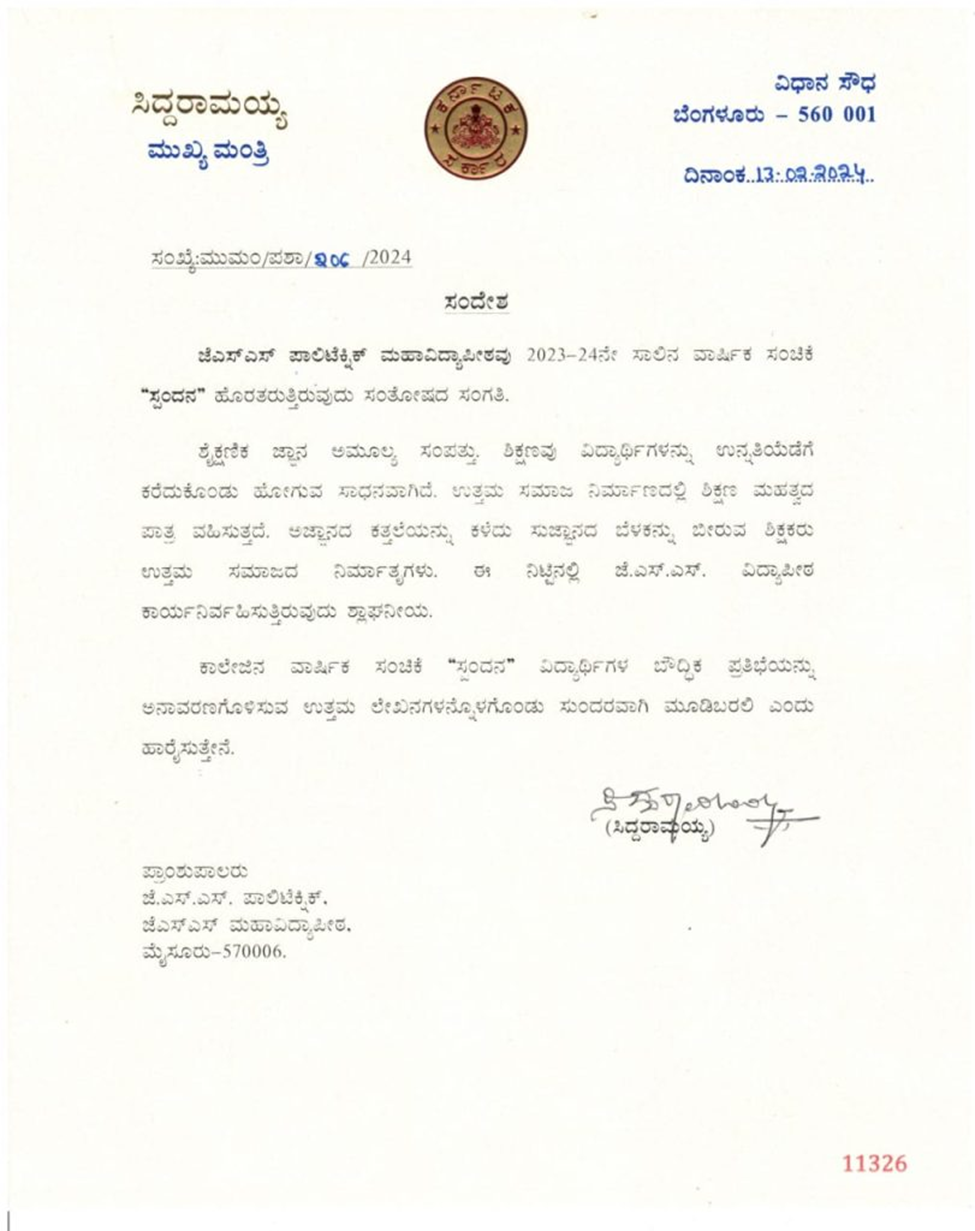 ಸಿದ್ದರಾಮಯ್ಯ
ಮುಖ್ಯ ಮಂತ್ರಿ
ಕರ್ನಾಟಕ
ಸರ್ಕಾರ
ವಿಧಾನ ಸೌಧ
ಬೆಂಗಳೂರು – 560 001
ದಿನಾಂಕ..13.02.2024..
ಸಂಖ್ಯೆ:ಮುಮಂ/ಪಶಾ/ /2024
ಸಂದೇಶ
ಜೆಎಸ್ಎಸ್ ಪಾಲಿಟೆಕ್ನಿಕ್ ಮಹಾವಿದ್ಯಾಪೀಠವು 2023–24ನೇ ಸಾಲಿನ ವಾರ್ಷಿಕ ಸಂಚಿಕೆ
“ಸ್ಪಂದನ” ಹೊರತರುತ್ತಿರುವುದು ಸಂತೋಷದ ಸಂಗತಿ.
ಶೈಕ್ಷಣಿಕ ಜ್ಞಾನ ಅಮೂಲ್ಯ ಸಂಪತ್ತು. ಶಿಕ್ಷಣವು ವಿದ್ಯಾರ್ಥಿಗಳನ್ನು ಉನ್ನತಿಯೆಡೆಗೆ
ಕರೆದುಕೊಂಡು ಹೋಗುವ ಸಾಧನವಾಗಿದೆ. ಉತ್ತಮ ಸಮಾಜ ನಿರ್ಮಾಣದಲ್ಲಿ ಶಿಕ್ಷಣ ಮಹತ್ವದ
ಪಾತ್ರ ವಹಿಸುತ್ತದೆ. ಅಜ್ಞಾನದ ಕತ್ತಲೆಯನ್ನು ಕಳೆದು ಸುಜ್ಞಾನದ ಬೆಳಕನ್ನು ಬೀರುವ ಶಿಕ್ಷಕರು
ಉತ್ತಮ ಸಮಾಜದ ನಿರ್ಮಾತೃಗಳು. ಈ ನಿಟ್ಟಿನಲ್ಲಿ ಜೆ.ಎಸ್.ಎಸ್. ವಿದ್ಯಾಪೀಠ
ಕಾರ್ಯನಿರ್ವಹಿಸುತ್ತಿರುವುದು ಶ್ಲಾಘನೀಯ.
ಕಾಲೇಜಿನ ವಾರ್ಷಿಕ ಸಂಚಿಕೆ “ಸ್ಪಂದನ” ವಿದ್ಯಾರ್ಥಿಗಳ ಬೌದ್ಧಿಕ ಪ್ರತಿಭೆಯನ್ನು
ಅನಾವರಣಗೊಳಿಸುವ ಉತ್ತಮ ಲೇಖನಗಳನ್ನೊಳಗೊಂಡು ಸುಂದರವಾಗಿ ಮೂಡಿಬರಲಿ ಎಂದು
ಹಾರೈಸುತ್ತೇನೆ.
(ಸಿದ್ದರಾಮಯ್ಯ)
ಪ್ರಾಂಶುಪಾಲರು
ಜೆ.ಎಸ್.ಎಸ್. ಪಾಲಿಟೆಕ್ನಿಕ್,
ಜೆಎಸ್ಎಸ್ ಮಹಾವಿದ್ಯಾಪೀಠ,
ಮೈಸೂರು–570006.
11326